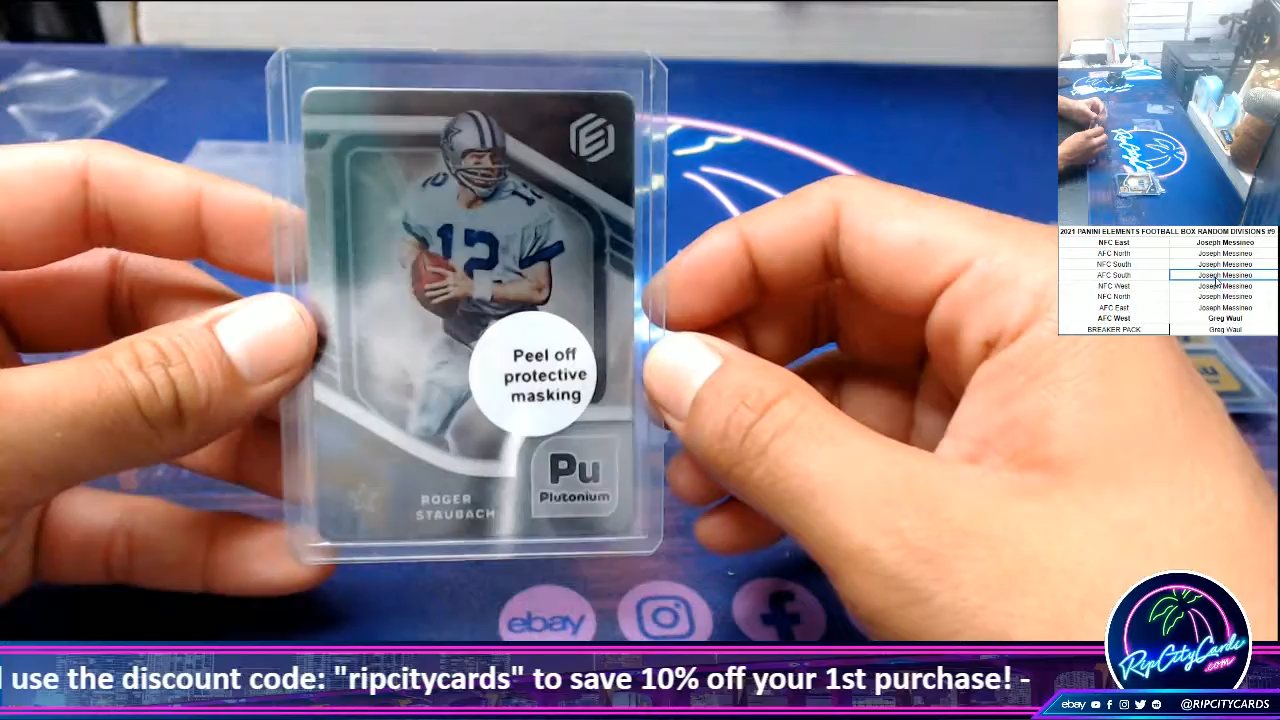 12
12
Peel off
protective
masking
Pu
Plutonium
ROGER
STAUBACH
2021 PANINI ELEMENTS FOOTBALL BOX RANDOM DIVISIONS #9
NFC East Joseph Messineo
AFC North Joseph Messineo
NFC South Joseph Messineo
AFC South Joseph Messineo
NFC West Joseph Messineo
NFC North Joseph Messineo
AFC East Joseph Messineo
AFC West Greg Waul
BREAKER PACK Greg Waul
ebay
use the discount code: "ripcitycards" to save 10% off your 1st purchase! -
RipCityCards
.com
ebay @RIPCITYCARDS